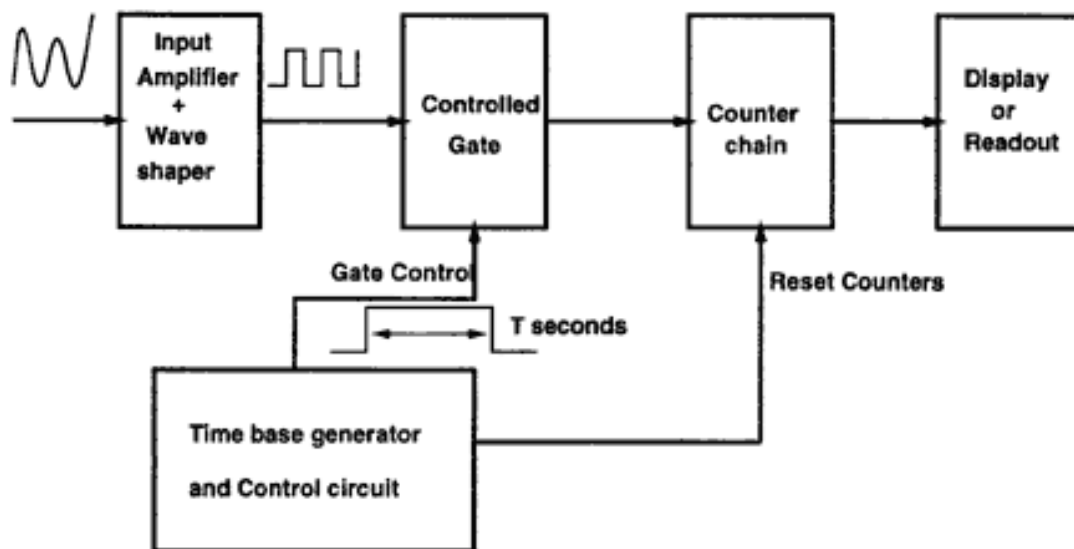 Input
Amplifier
+
Wave
shaper
Controlled
Gate
Counter
chain
Display
or
Readout
Gate Control
Reset Counters
T seconds
Time base generator
and Control circuit